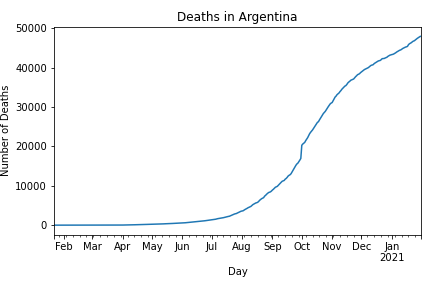 Deaths in Argentina
50000
40000
30000
20000
10000
0
Number of Deaths
Feb Mar Apr May Jun Jul Aug Sep Oct Nov Dec Jan
2021
Day